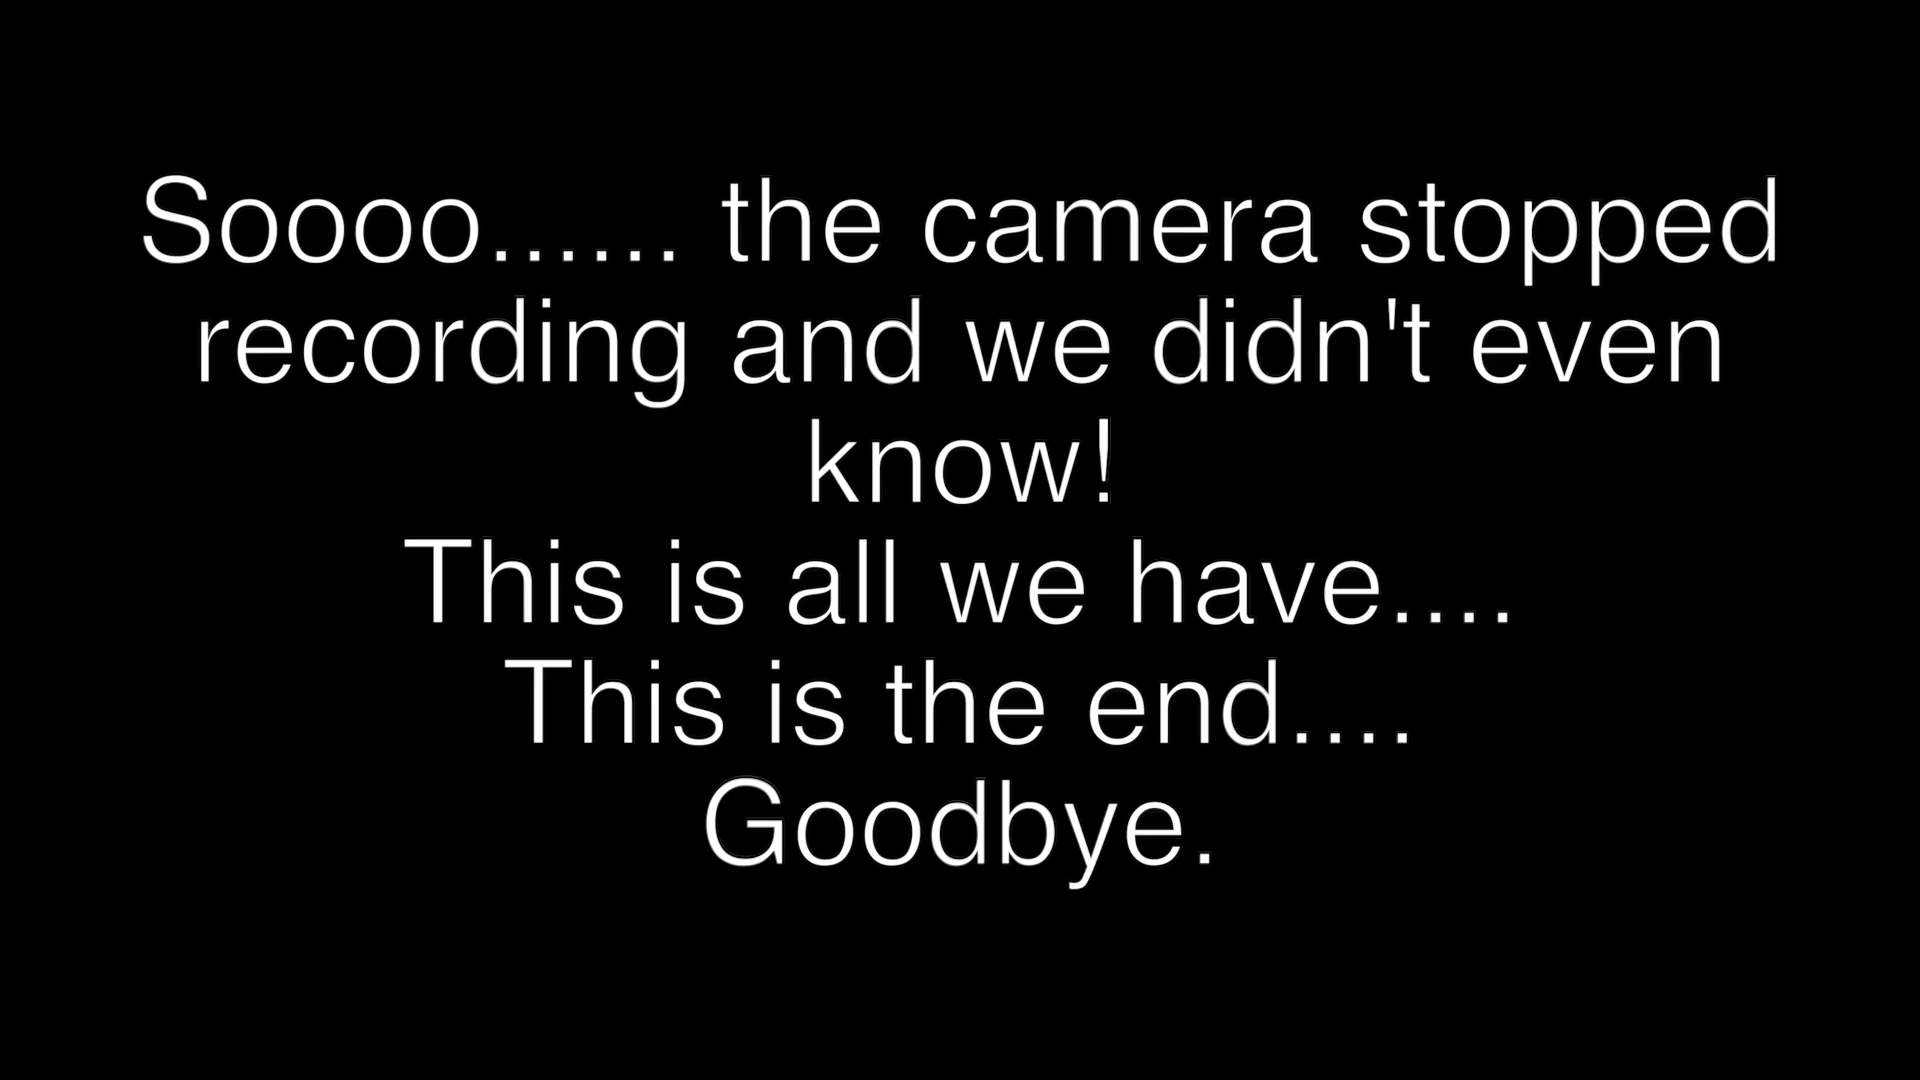 Soooo...... the camera stopped
recording and we didn't even
know!
This is all we have....
This is the end....
Goodbye.